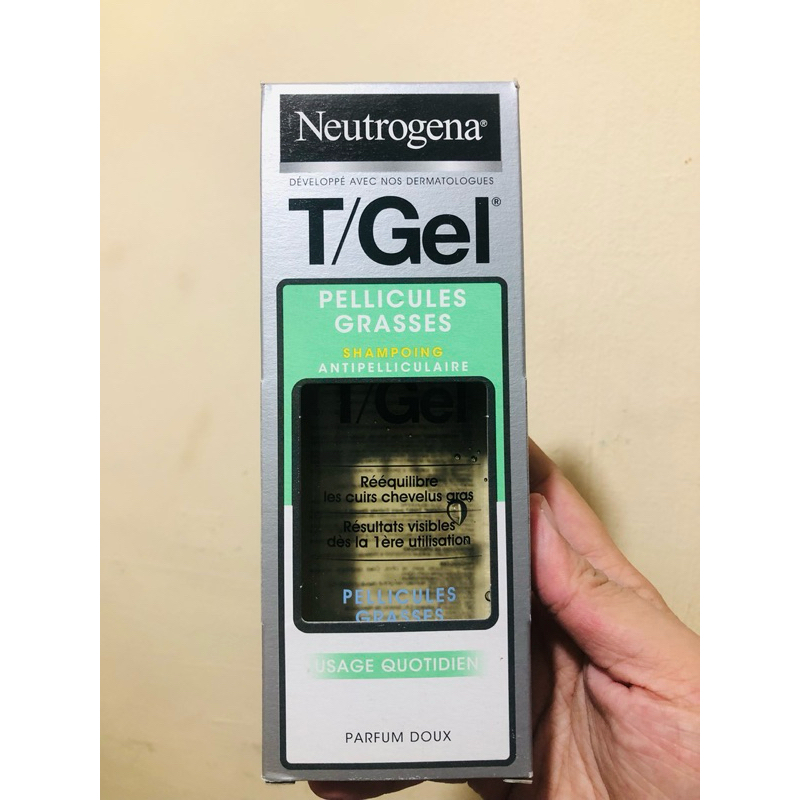 Neutrogena®
DÉVELOPPÉ AVEC NOS DERMATOLOGUES
T/Gel®
PELLICULES
GRASSES
SHAMPOING
ANTIPELLICULAIRE
T/Gel
Rééquilibre
les cuirs chevelus gras
Résultats visibles
dès la 1ère utilisation
PELLICULES
GRASSES
USAGE QUOTIDIEN
PARFUM DOUX